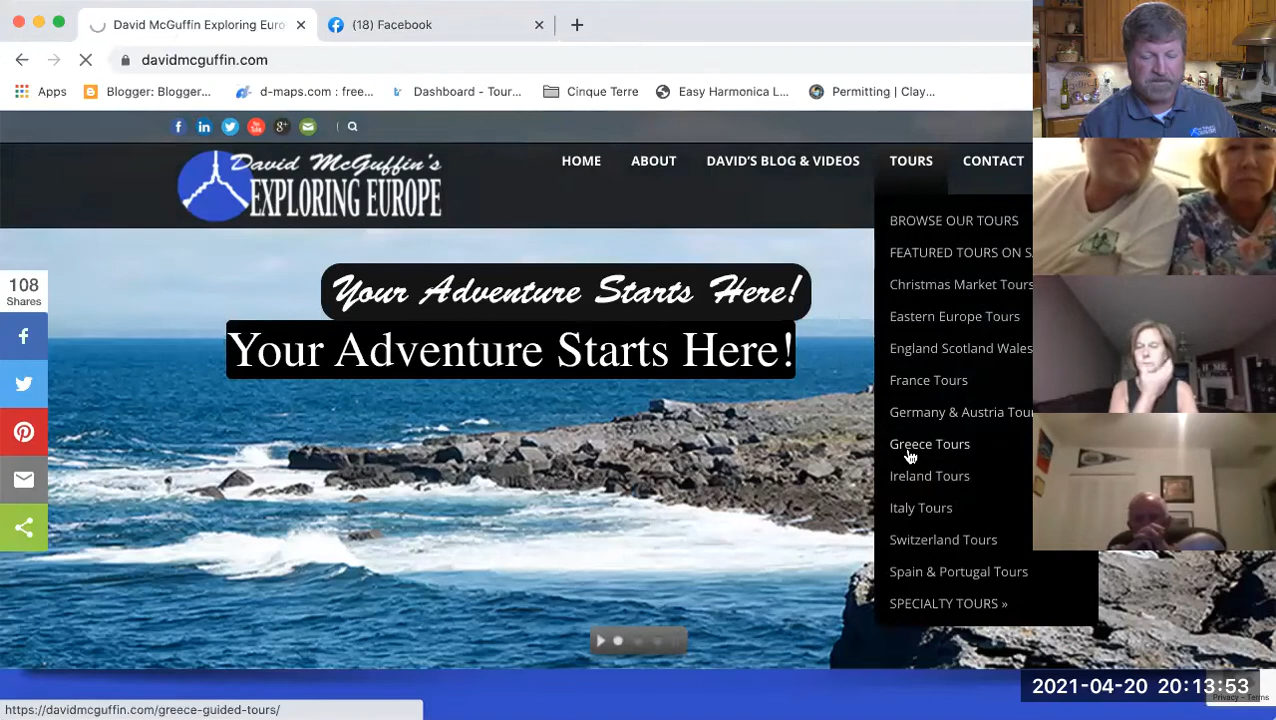 David McGuffin Exploring Euro
(18) Facebook
davidmcguffin.com
Apps
Blogger: Blogger...
d-maps.com : free...
Dashboard - Tour...
Cinque Terre
Easy Harmonica L...
Permitting | Clay...
David McGuffin's
EXPLORING EUROPE
HOME
ABOUT
DAVID'S BLOG & VIDEOS
TOURS
CONTACT
BROWSE OUR TOURS
FEATURED TOURS ON
Christmas Market Tours
Eastern Europe Tours
England Scotland Wales
France Tours
Germany & Austria Tour
Greece Tours
Ireland Tours
Italy Tours
Switzerland Tours
Spain & Portugal Tours
SPECIALTY TOURS »
108
Shares
Your Adventure Starts Here!
Your Adventure Starts Here!
2021-04-20 20:13:53
Privacy - Terms
https://davidmcguffin.com/greece-guided-tours/